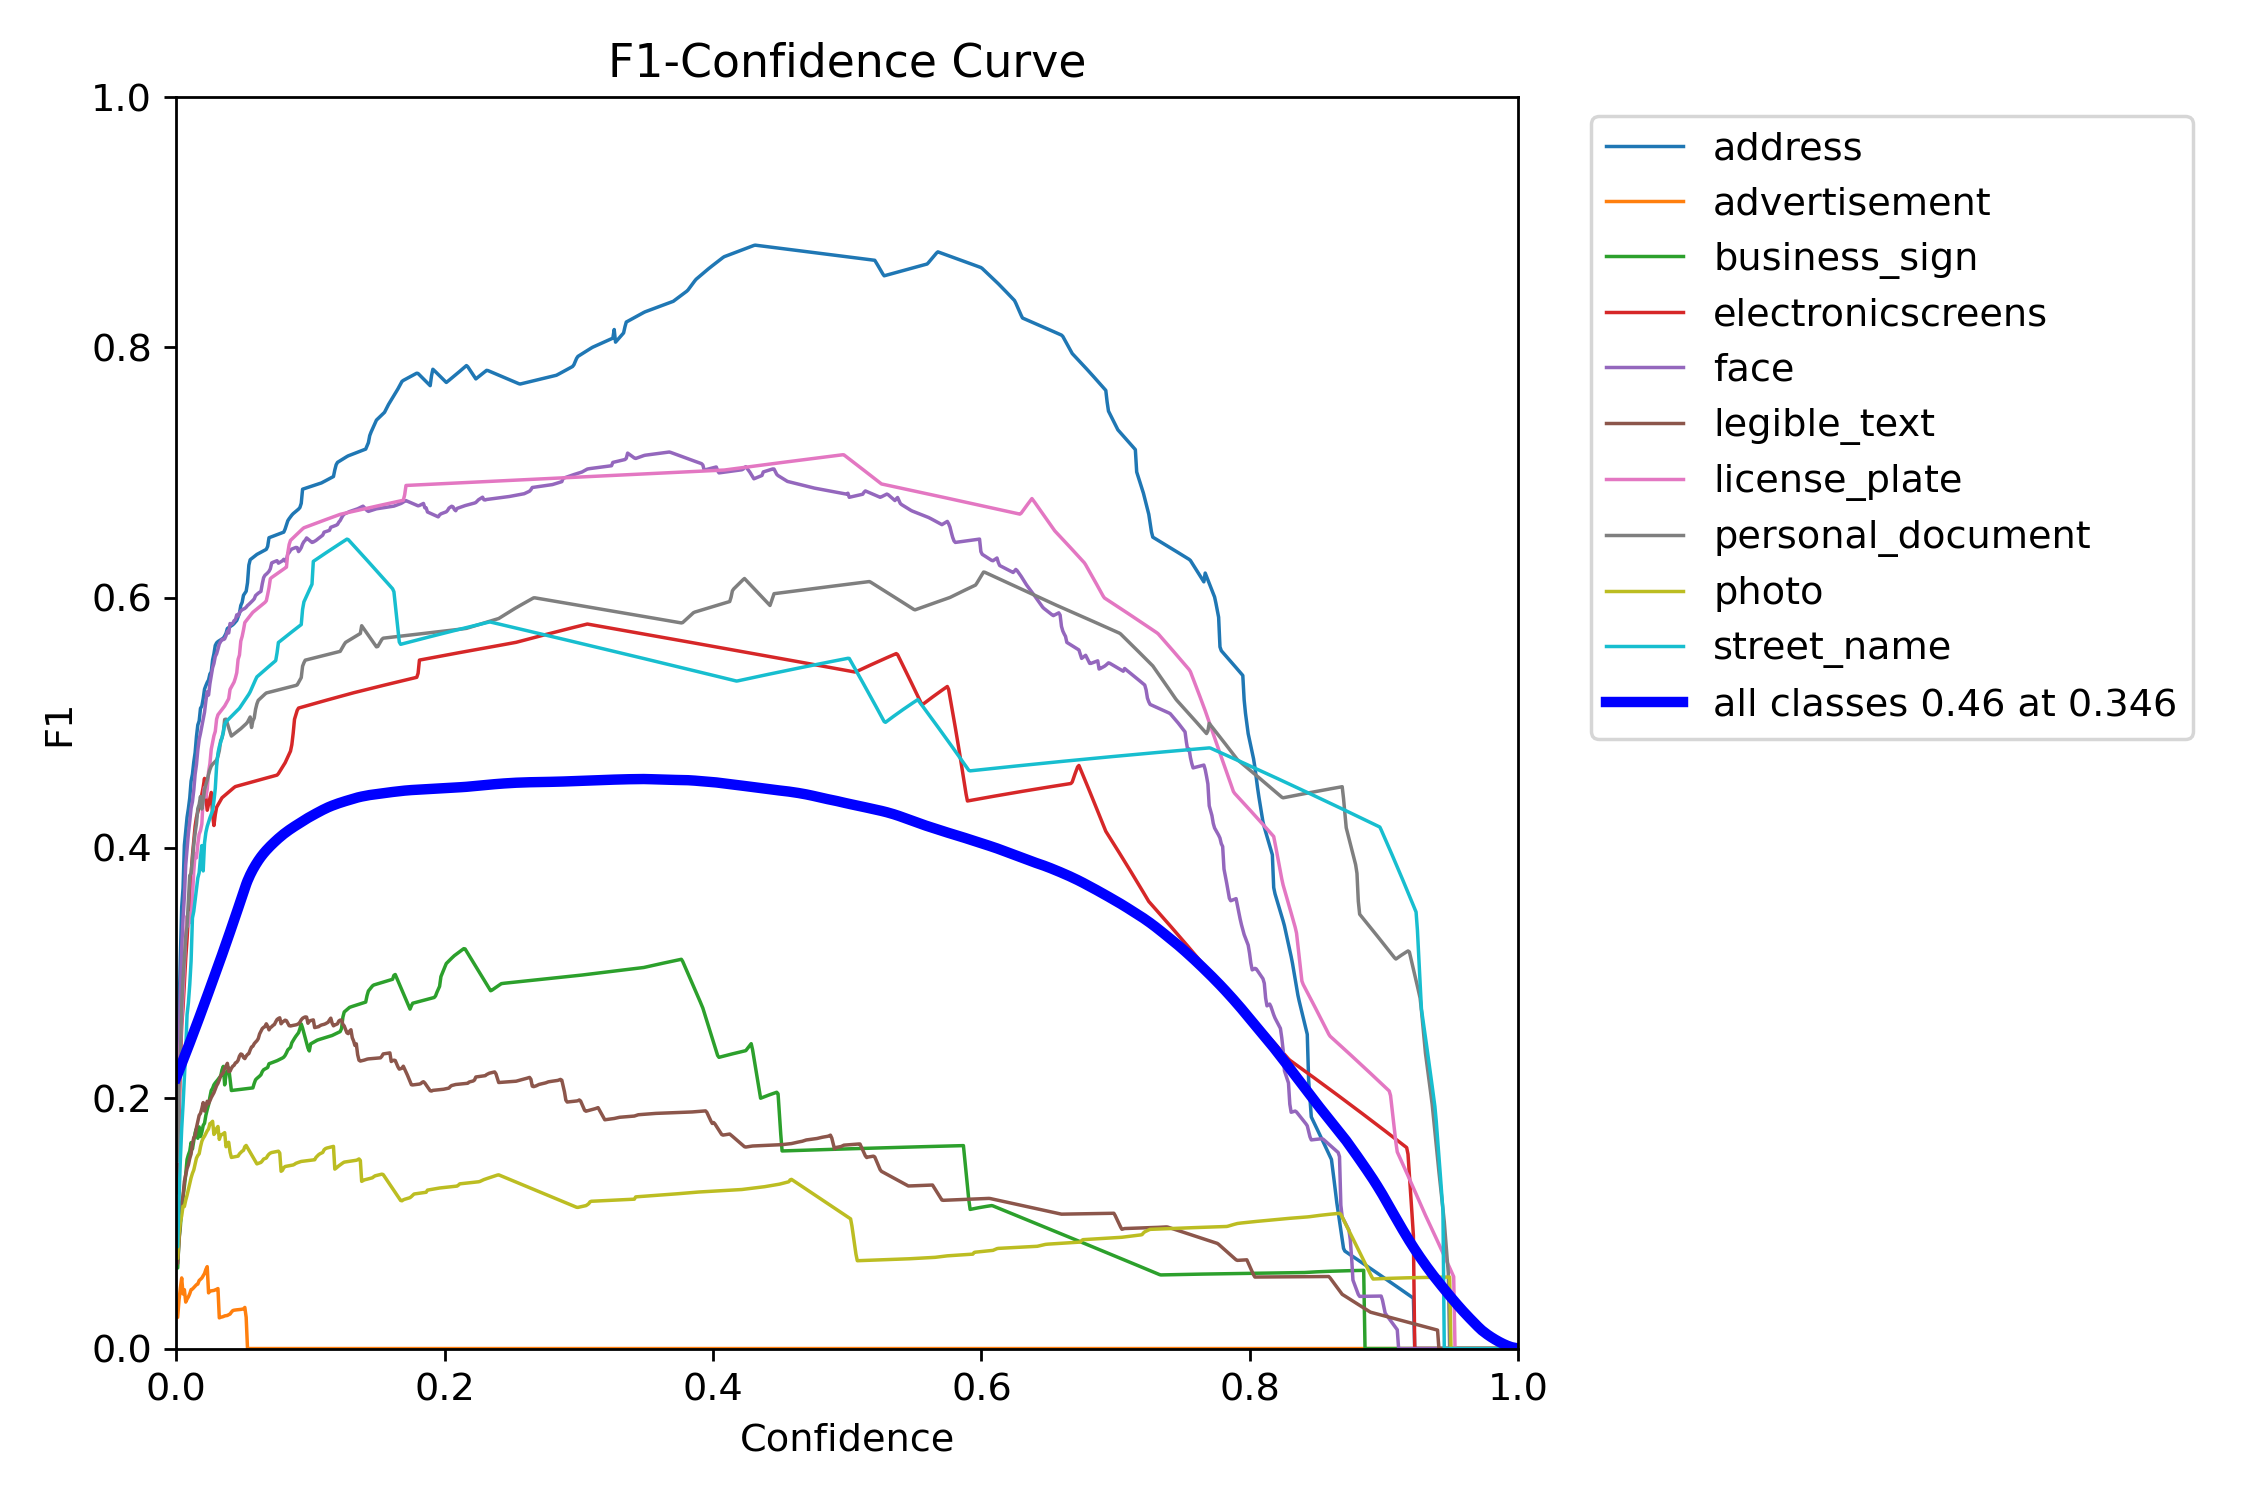 F1-Confidence Curve
1.0
0.8
0.6
0.4
0.2
0.0
F1
0.0 0.2 0.4 0.6 0.8 1.0
Confidence
address
advertisement
business_sign
electronicscreens
face
legible_text
license_plate
personal_document
photo
street_name
all classes 0.46 at 0.346